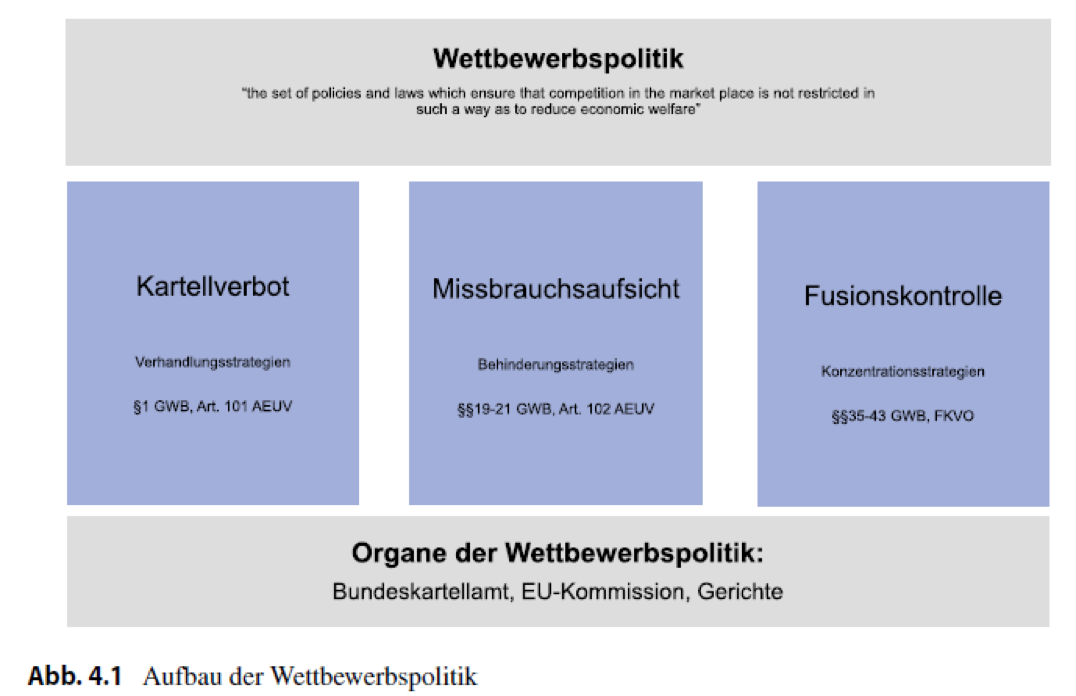 Wettbewerbspolitik
"the set of policies and laws which ensure that competition in the market place is not restricted in
such a way as to reduce economic welfare"
Kartellverbot
Verhandlungsstrategien
§1 GWB, Art. 101 AEUV
Missbrauchsaufsicht
Behinderungsstrategien
§§19-21 GWB, Art. 102 AEUV
Fusionskontrolle
Konzentrationsstrategien
§§35-43 GWB, FKVO
Organe der Wettbewerbspolitik:
Bundeskartellamt, EU-Kommission, Gerichte
Abb. 4.1 Aufbau der Wettbewerbspolitik